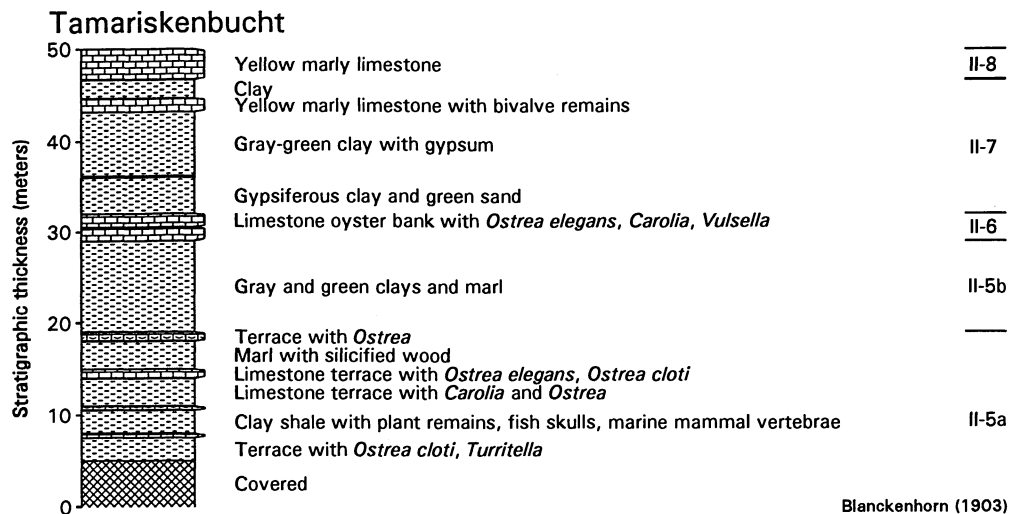 Tamariskenbucht
Stratigraphic thickness (meters)
50
Yellow marly limestone
II-8
Clay
Yellow marly limestone with bivalve remains
40
Gray-green clay with gypsum
II-7
Gypsiferous clay and green sand
Limestone oyster bank with Ostrea elegans, Carolia, Vulsella
II-6
30
Gray and green clays and marl
II-5b
20
Terrace with Ostrea
Marl with silicified wood
Limestone terrace with Ostrea elegans, Ostrea cloti
Limestone terrace with Carolia and Ostrea
10
Clay shale with plant remains, fish skulls, marine mammal vertebrae
II-5a
Terrace with Ostrea cloti, Turritella
Covered
0
Blanckenhorn (1903)